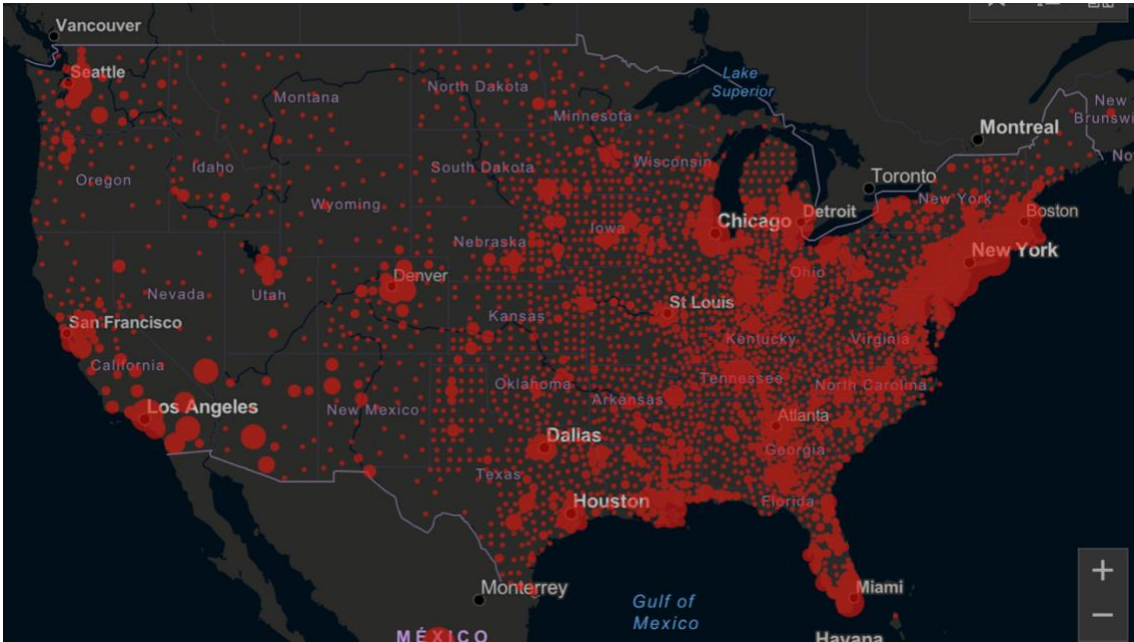 Vancouver
Seattle
Montana
North Dakota
Lake
Superior
Minnesota
Montreal
New
Brunswi
No
Oregon
Idaho
South Dakota
Wisconsin
Toronto
Wyoming
New York
Detroit
Boston
Chicago
Iowa
Nebraska
New York
Denver
Ohio
Nevada
Utah
St Louis
San Francisco
Kansas
Kentucky
Virginia
California
Oklahoma
Tennessee
North Carolina
Arkansas
Los Angeles
New Mexico
Atlanta
Dallas
Georgia
Texas
Houston
Florida
Monterrey
Miami
Gulf of
Mexico
MÉXICO
Havana
+
−